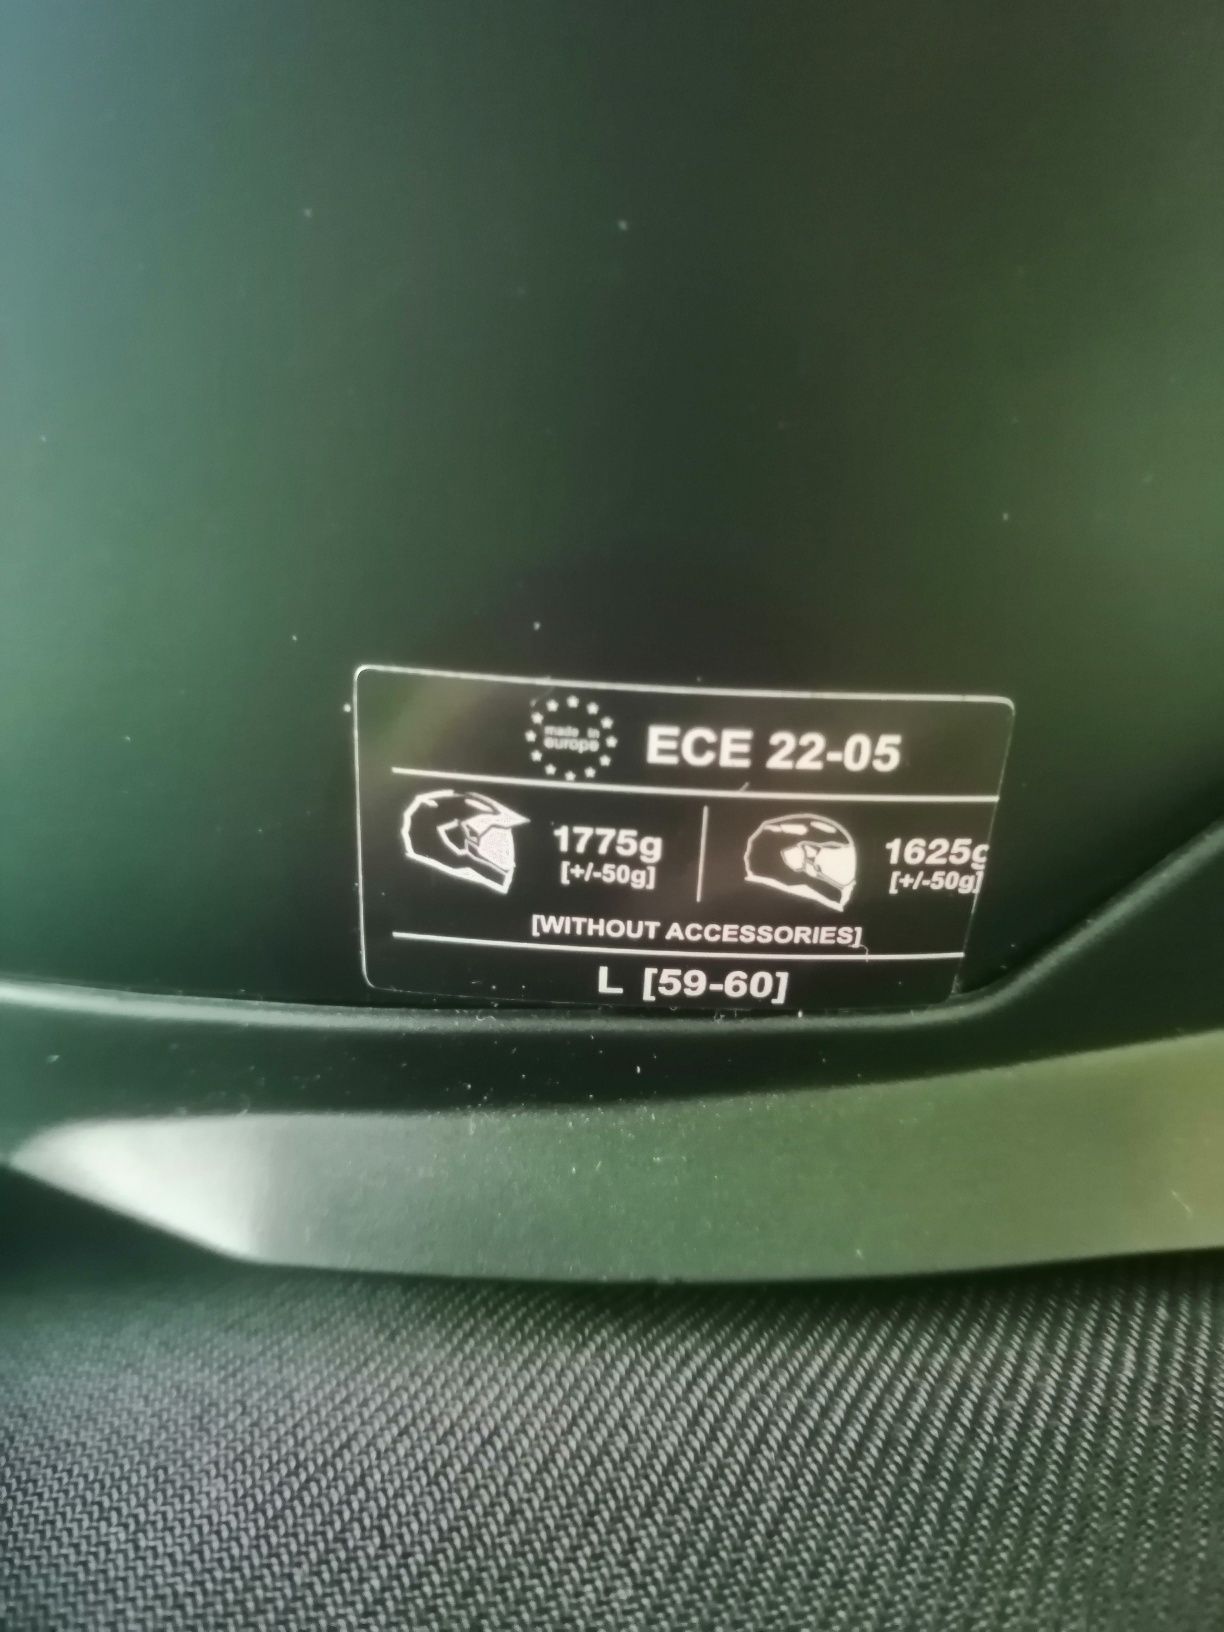 made in
europe
ECE 22-05
1775g
[+/-50g]
1625g
[+/-50g]
[WITHOUT ACCESSORIES]
L [59-60]